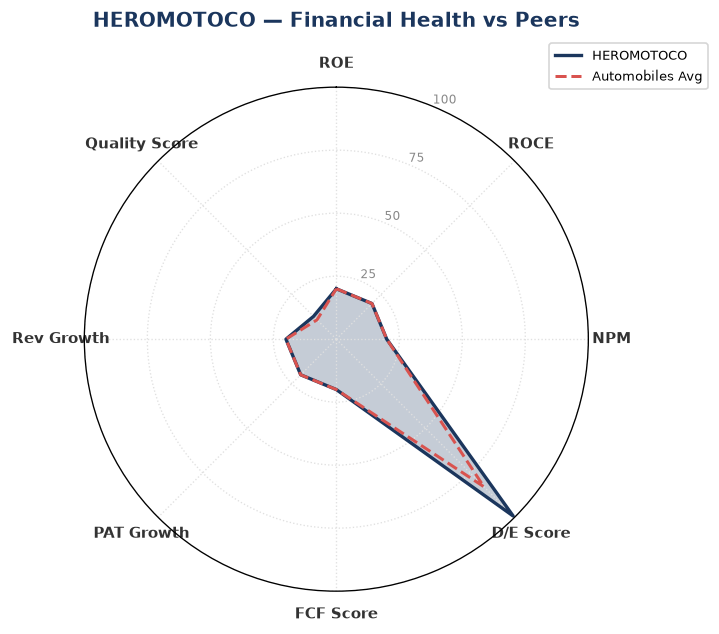 HEROMOTOCO — Financial Health vs Peers
HEROMOTOCO
Automobiles Avg
ROE
100
ROCE
Quality Score
75
50
25
Rev Growth
NPM
PAT Growth
D/E Score
FCF Score